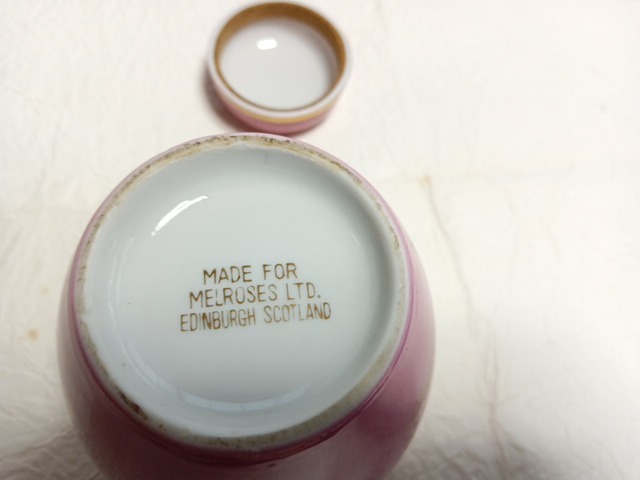 MADE FOR
MELROSES LTD.
EDINBURGH SCOTLAND